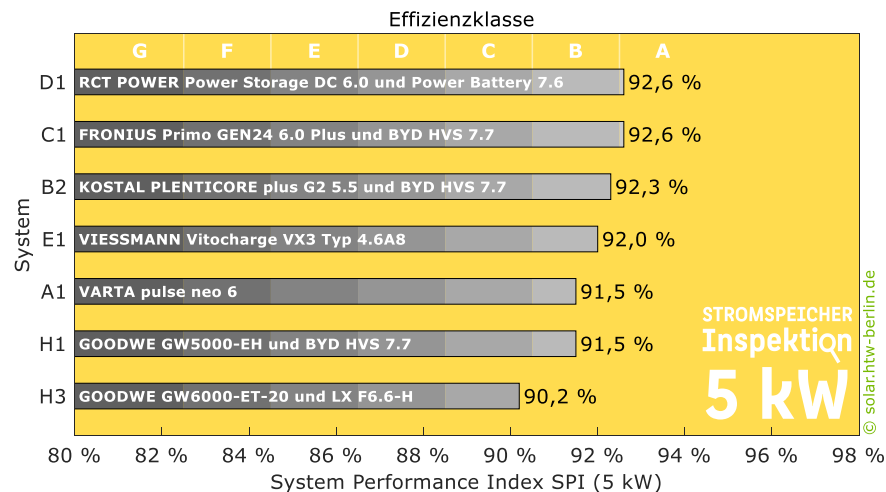 Effizienzklasse
G F E D C B A
D1 RCT POWER Power Storage DC 6.0 und Power Battery 7.6 92,6 %
C1 FRONIUS Primo GEN24 6.0 Plus und BYD HVS 7.7 92,6 %
B2 KOSTAL PLENTICORE plus G2 5.5 und BYD HVS 7.7 92,3 %
E1 VIESSMANN Vitocharge VX3 Typ 4.6A8 92,0 %
A1 VARTA pulse neo 6 91,5 %
H1 GOODWE GW5000-EH und BYD HVS 7.7 91,5 %
H3 GOODWE GW6000-ET-20 und LX F6.6-H 90,2 %
System
STROMSPEICHER
Inspektion
5 kW
© solar.htw-berlin.de
80 % 82 % 84 % 86 % 88 % 90 % 92 % 94 % 96 % 98 %
System Performance Index SPI (5 kW)